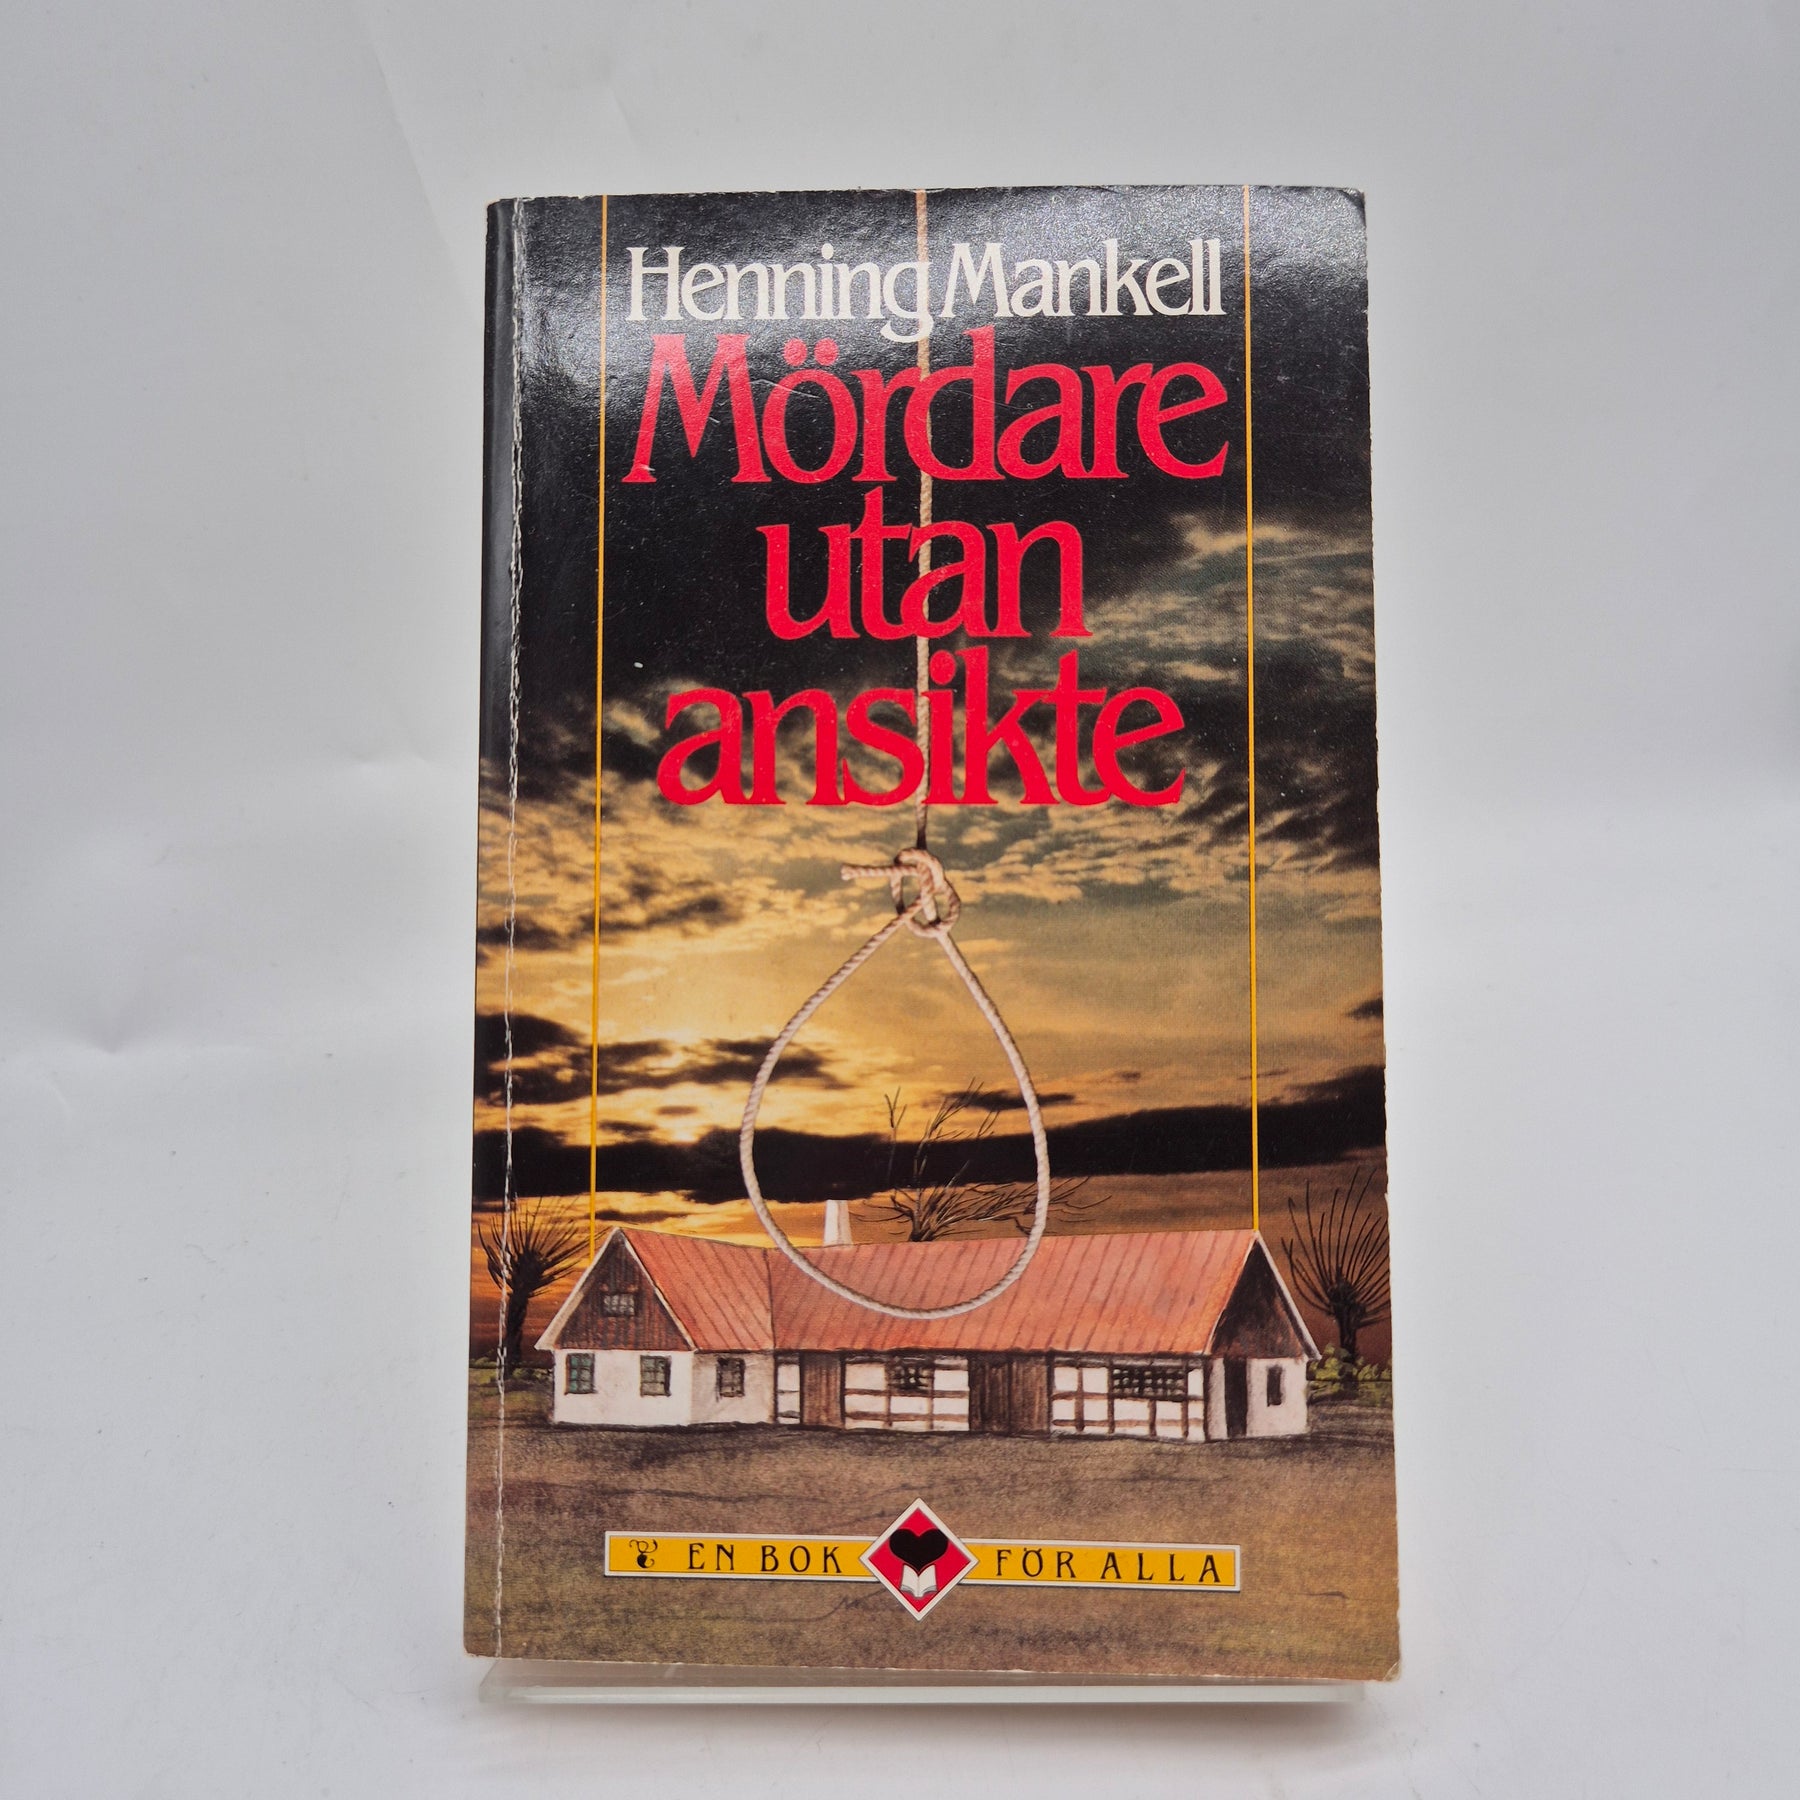 Henning Mankell
Mördare
utan
ansikte
EN BOK FÖR ALLA